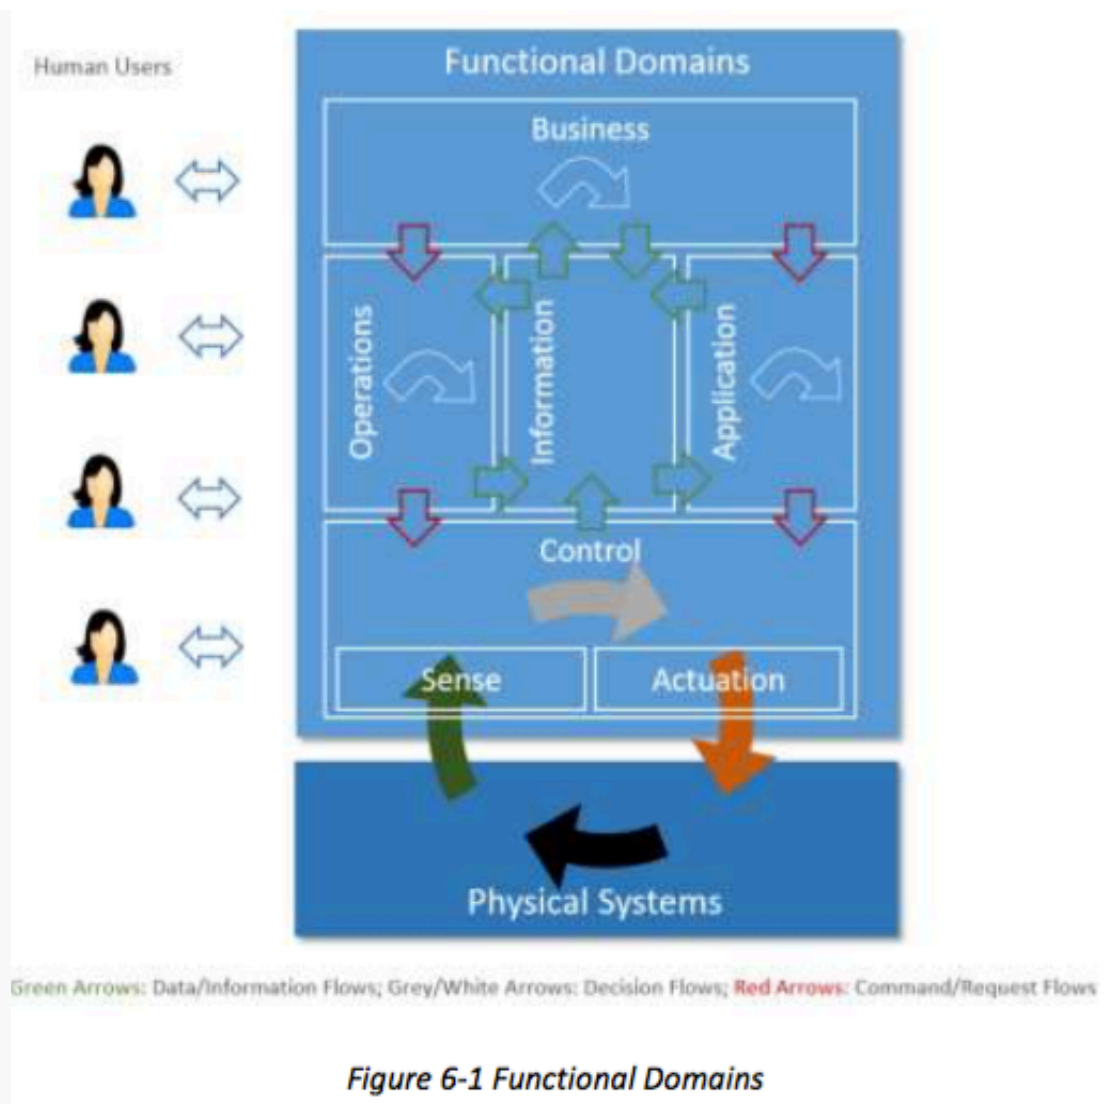 Human Users
Functional Domains
Business
Operations
Information
Application
Control
Sense
Actuation
Physical Systems
Green Arrows: Data/Information Flows; Grey/White Arrows: Decision Flows; Red Arrows: Command/Request Flows
Figure 6-1 Functional Domains